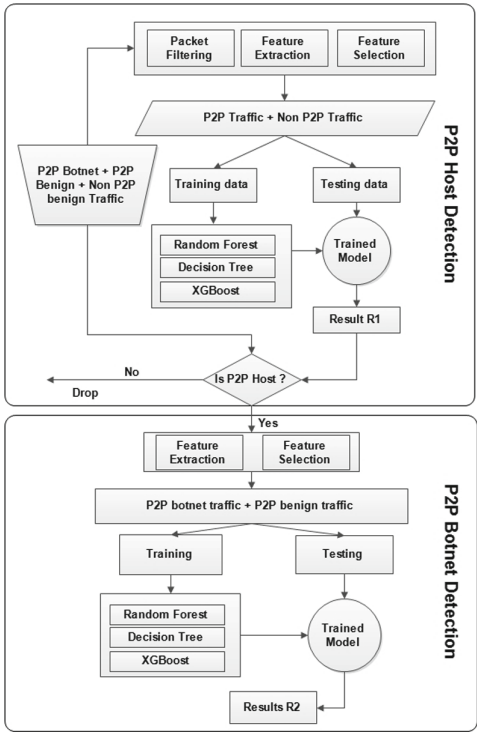 Packet
Filtering
Feature
Extraction
Feature
Selection
P2P Traffic + Non P2P Traffic
P2P Botnet + P2P
Benign + Non P2P
benign Traffic
Training data
Testing data
Random Forest
Decision Tree
XGBoost
Trained
Model
Result R1
Is P2P Host ?
No
Drop
P2P Host Detection
Yes
Feature
Extraction
Feature
Selection
P2P botnet traffic + P2P benign traffic
Training
Testing
Random Forest
Decision Tree
XGBoost
Trained
Model
Results R2
P2P Botnet Detection